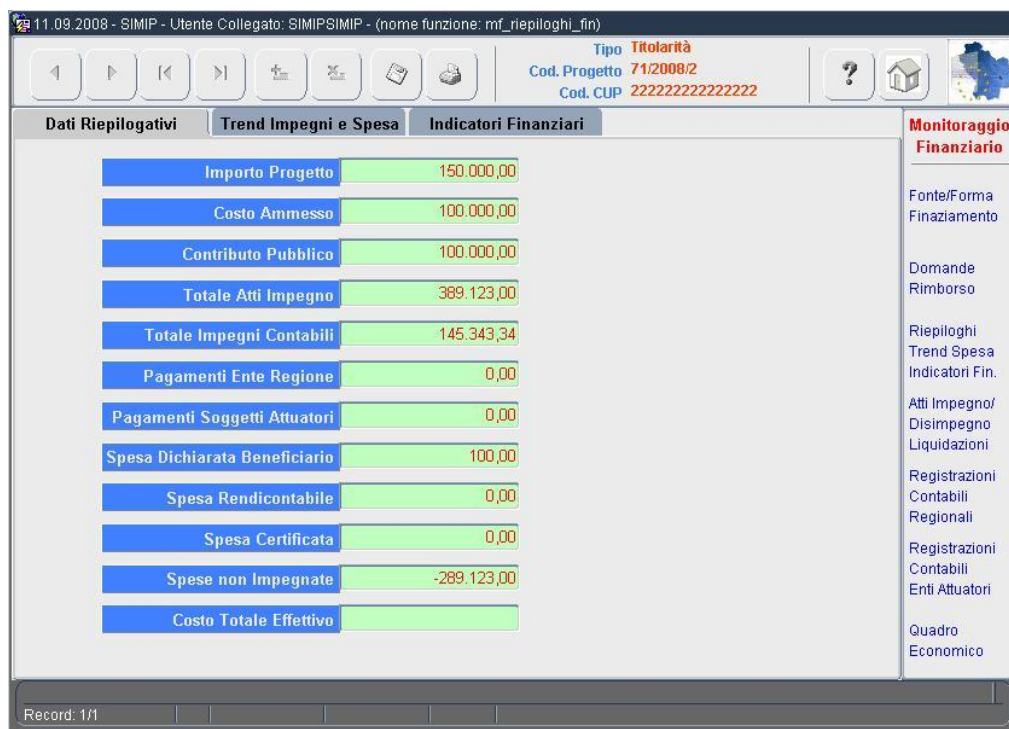 11.09.2008 - SIMIP - Utente Collegato: SIMIPSIMIP - (nome funzione: mf_riepiloghi_fin)
Tipo Titolarità
Cod. Progetto 71/2008/2
Cod. CUP 222222222222222
?
Dati Riepilogativi Trend Impegni e Spesa Indicatori Finanziari
Importo Progetto 150.000,00
Costo Ammesso 100.000,00
Contributo Pubblico 100.000,00
Totale Atti Impegno 389.123,00
Totale Impegni Contabili 145.343,34
Pagamenti Ente Regione 0,00
Pagamenti Soggetti Attuatori 0,00
Spesa Dichiarata Beneficiario 100,00
Spesa Rendicontabile 0,00
Spesa Certificata 0,00
Spese non Impegnate -289.123,00
Costo Totale Effettivo
Monitoraggio
Finanziario
Fonte/Forma
Finaziamento
Domande
Rimborso
Riepiloghi
Trend Spesa
Indicatori Fin.
Atti Impegno/
Disimpegno
Liquidazioni
Registrazioni
Contabili
Regionali
Registrazioni
Contabili
Enti Attuatori
Quadro
Economico
Record: 1/1